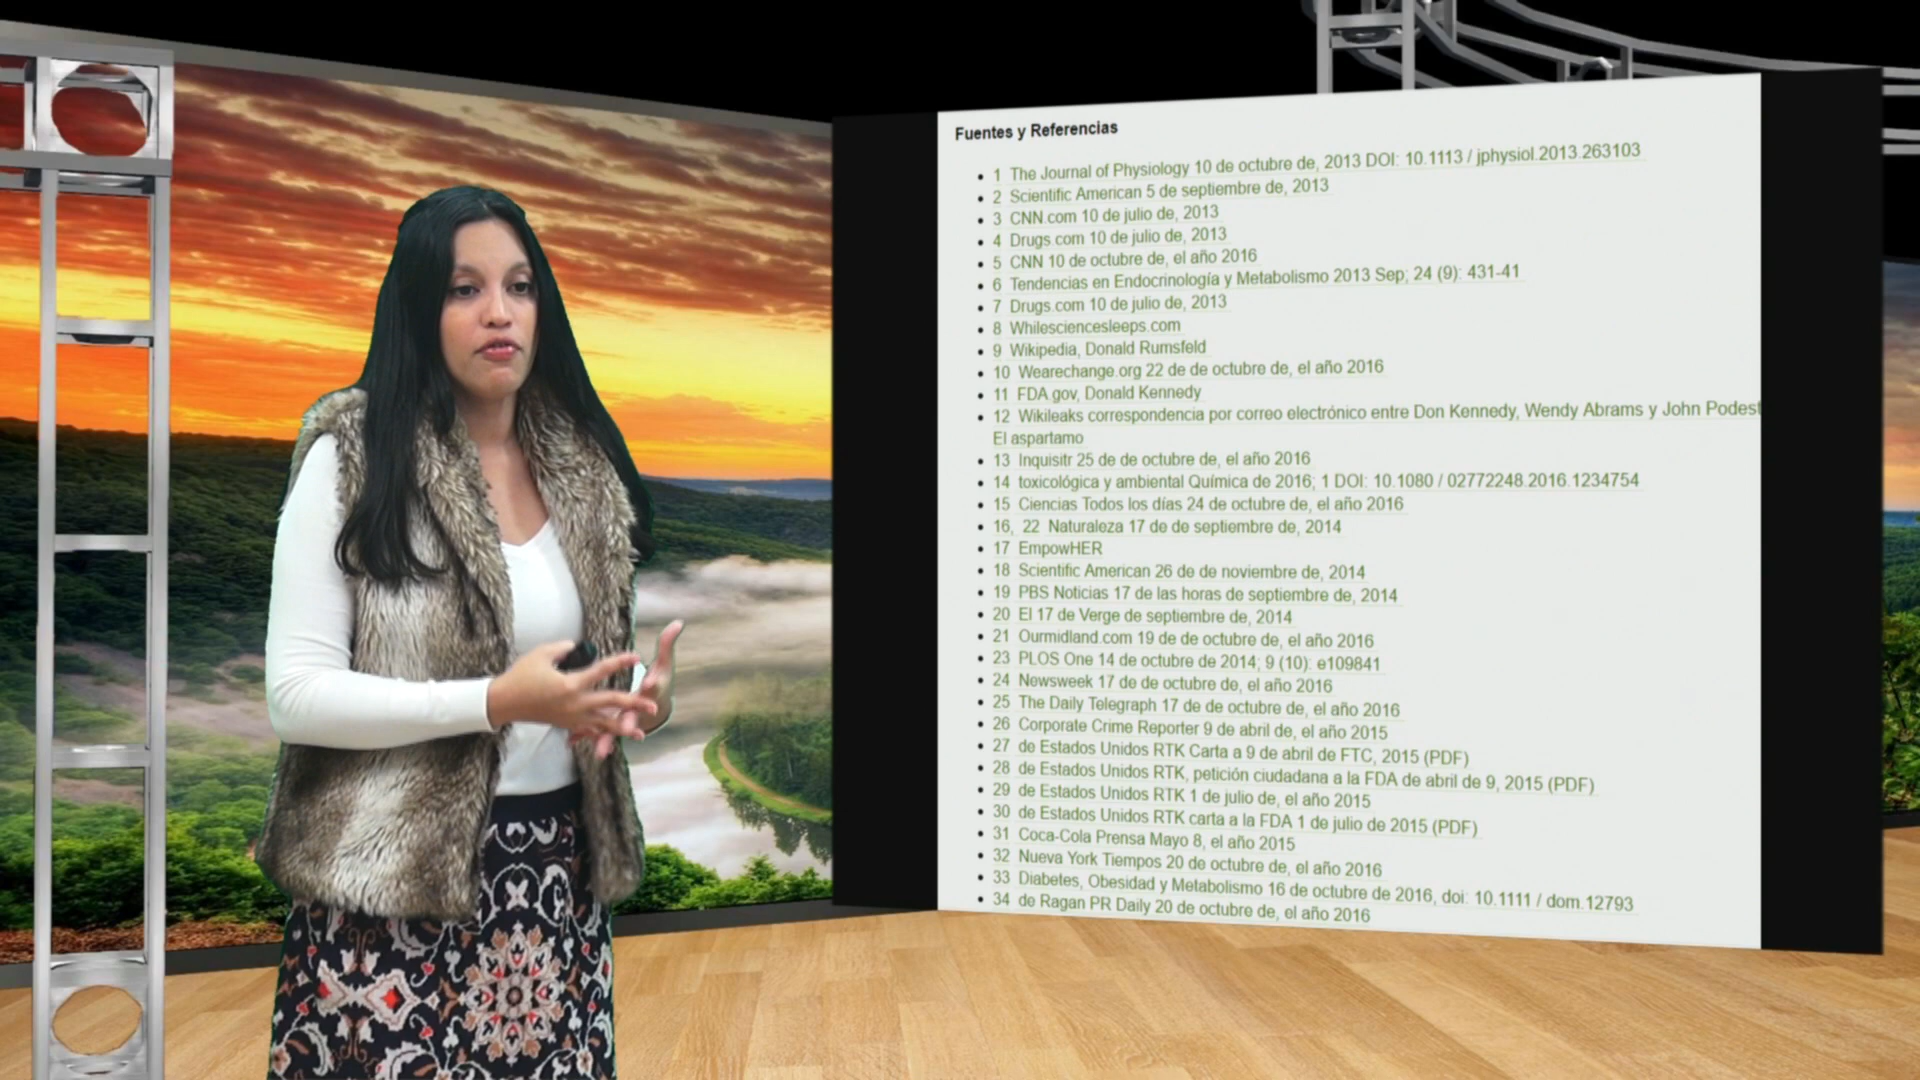 Fuentes y Referencias
1 The Journal of Physiology 10 de octubre de, 2013 DOI: 10.1113 / jphysiol.2013.263103
2 Scientific American 5 de septiembre de, 2013
3 CNN.com 10 de julio de, 2013
4 Drugs.com 10 de julio de, 2013
5 CNN 10 de octubre de, el año 2016
6 Tendencias en Endocrinología y Metabolismo 2013 Sep; 24 (9): 431-41
7 Drugs.com 10 de julio de, 2013
8 Whilesciencesleeps.com
9 Wikipedia, Donald Rumsfeld
10 Wearechange.org 22 de de octubre de, el año 2016
11 FDA.gov, Donald Kennedy
12 Wikileaks correspondencia por correo electrónico entre Don Kennedy, Wendy Abrams y John Podest
El aspartamo
13 Inquisitr 25 de de octubre de, el año 2016
14 toxicológica y ambiental Química de 2016; 1 DOI: 10.1080 / 02772248.2016.1234754
15 Ciencias Todos los días 24 de octubre de, el año 2016
16, 22 Naturaleza 17 de de septiembre de, 2014
17 EmpowHER
18 Scientific American 26 de de noviembre de, 2014
19 PBS Noticias 17 de las horas de septiembre de, 2014
20 El 17 de Verge de septiembre de, 2014
21 Ourmidland.com 19 de de octubre de, el año 2016
23 PLOS One 14 de octubre de 2014; 9 (10): e109841
24 Newsweek 17 de de octubre de, el año 2016
25 The Daily Telegraph 17 de de octubre de, el año 2016
26 Corporate Crime Reporter 9 de abril de, el año 2015
27 de Estados Unidos RTK Carta a 9 de abril de FTC, 2015 (PDF)
28 de Estados Unidos RTK, petición ciudadana a la FDA de abril de 9, 2015 (PDF)
29 de Estados Unidos RTK 1 de julio de, el año 2015
30 de Estados Unidos RTK carta a la FDA 1 de julio de 2015 (PDF)
31 Coca-Cola Prensa Mayo 8, el año 2015
32 Nueva York Tiempos 20 de octubre de, el año 2016
33 Diabetes, Obesidad y Metabolismo 16 de octubre de 2016, doi: 10.1111 / dom.12793
34 de Ragan PR Daily 20 de octubre de, el año 2016